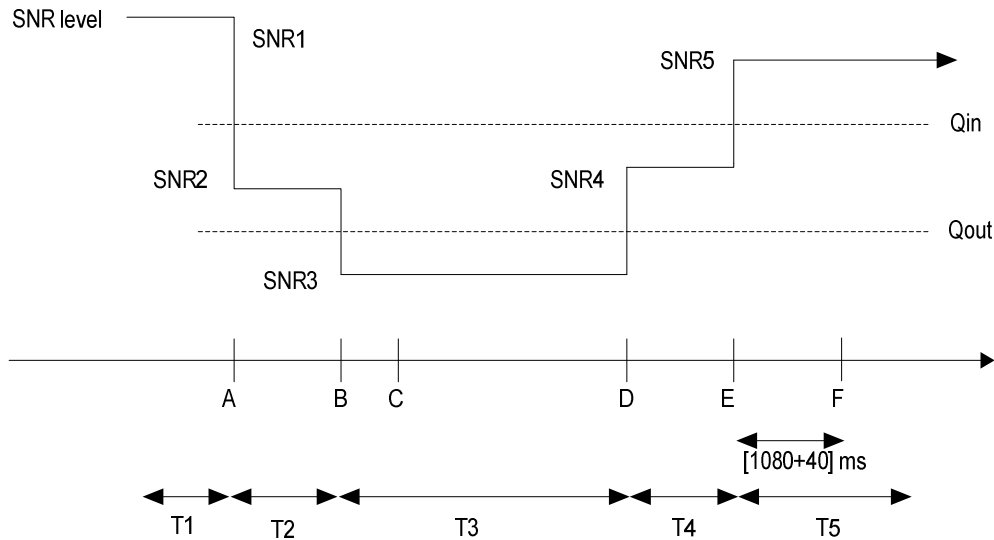 SNR level
SNR1
SNR5
Qin
SNR2
SNR4
Qout
SNR3
A B C D E F
[1080+40] ms
T1 T2 T3 T4 T5